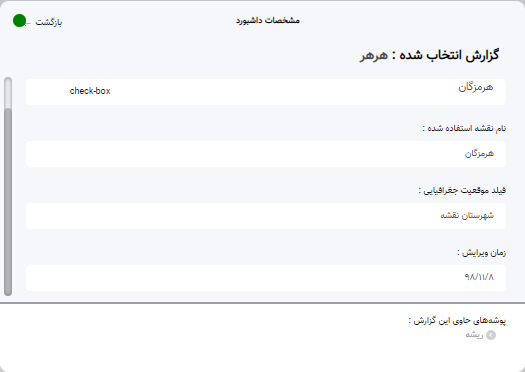 مشخصات داشبورد
بازگشت ←
گزارش انتخاب شده : هرهر
هرمزگان
check-box
نام نقشه استفاده شده :
هرمزگان
فیلد موقعیت جغرافیایی :
شهرستان نقشه
زمان ویرایش :
۹۸/۱۱/۸
پوشه‌های حاوی این گزارش :
ریشه